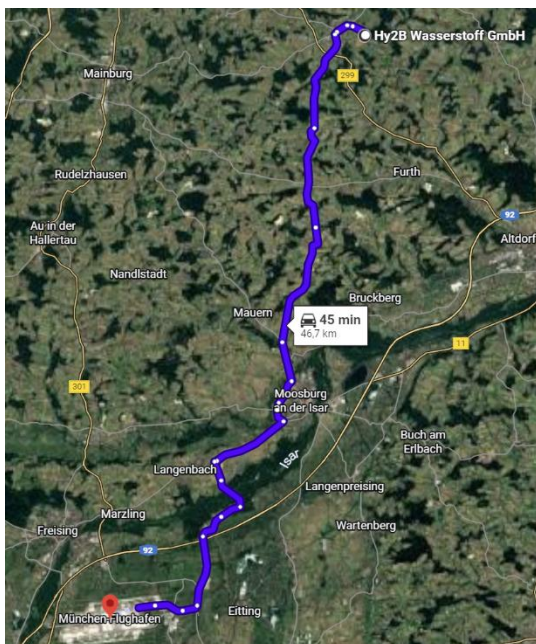 Hy2B Wasserstoff GmbH
Mainburg
299
Rudelzhausen
Furth
92
Au in der
Hallertau
Altdorf
Nandlstadt
Bruckberg
Mauern
45 min
46,7 km
11
301
Moosburg
an der Isar
Buch am
Erlbach
Isar
Langenbach
Langenpreising
Marzling
Wartenberg
Freising
92
Eitting
München-Flughafen